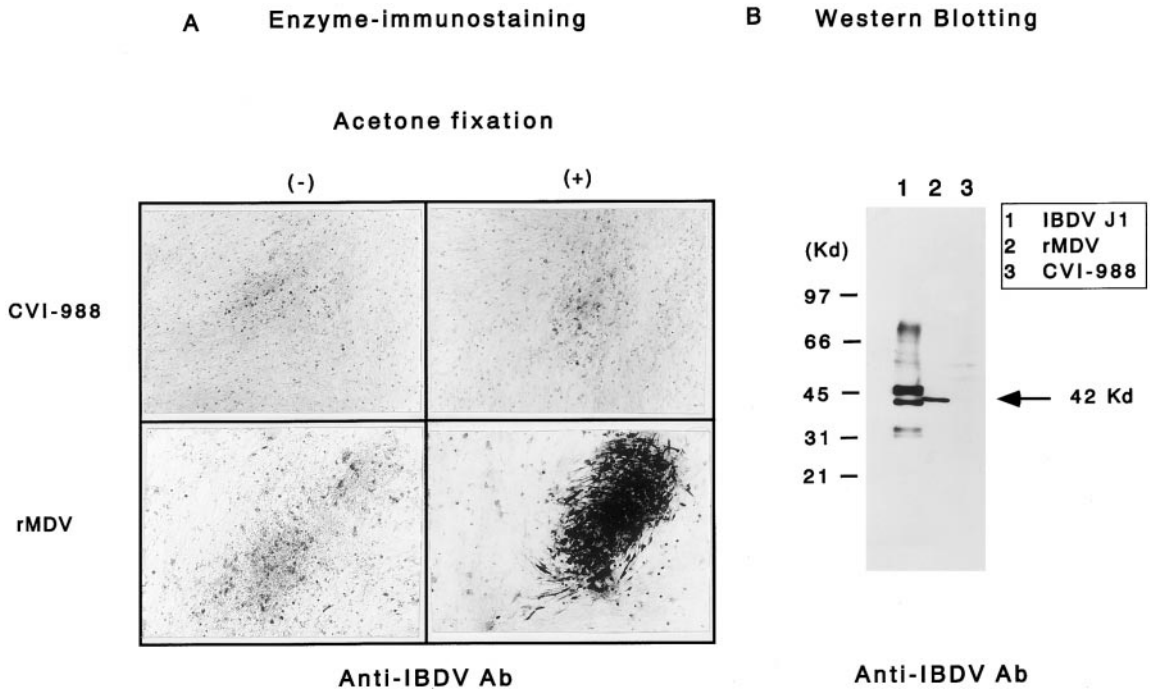 A Enzyme-immunostaining
Acetone fixation
(-) (+)
CVI-988
rMDV
Anti-IBDV Ab
B Western Blotting
1 2 3
1 IBDV J1
2 rMDV
3 CVI-988
(Kd)
97
66
45
31
21
42 Kd
Anti-IBDV Ab